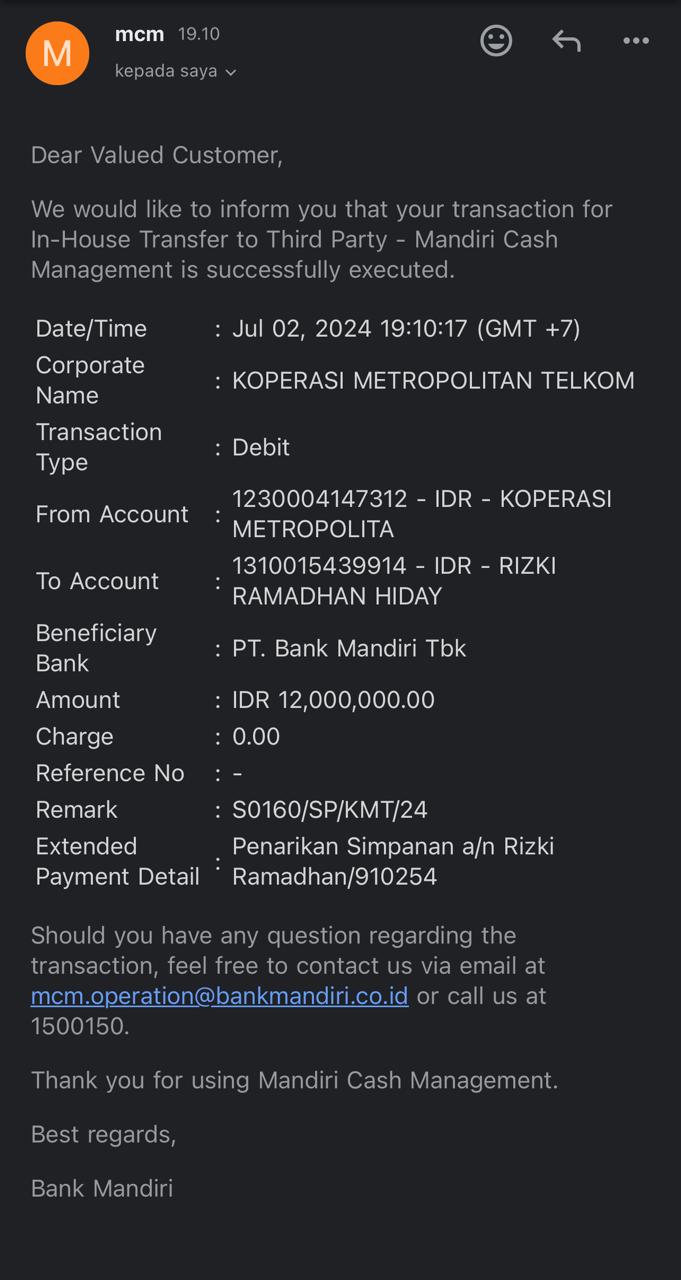 M
mcm 19.10
kepada saya
Dear Valued Customer,
We would like to inform you that your transaction for
In-House Transfer to Third Party - Mandiri Cash
Management is successfully executed.
Date/Time : Jul 02, 2024 19:10:17 (GMT +7)
Corporate
Name : KOPERASI METROPOLITAN TELKOM
Transaction
Type : Debit
From Account : 1230004147312 - IDR - KOPERASI
METROPOLITA
To Account : 1310015439914 - IDR - RIZKI
RAMADHAN HIDAY
Beneficiary
Bank : PT. Bank Mandiri Tbk
Amount : IDR 12,000,000.00
Charge : 0.00
Reference No : -
Remark : S0160/SP/KMT/24
Extended Payment Detail : Penarikan Simpanan a/n Rizki
Ramadhan/910254
Should you have any question regarding the
transaction, feel free to contact us via email at
mcm.operation@bankmandiri.co.id or call us at
1500150.
Thank you for using Mandiri Cash Management.
Best regards,
Bank Mandiri